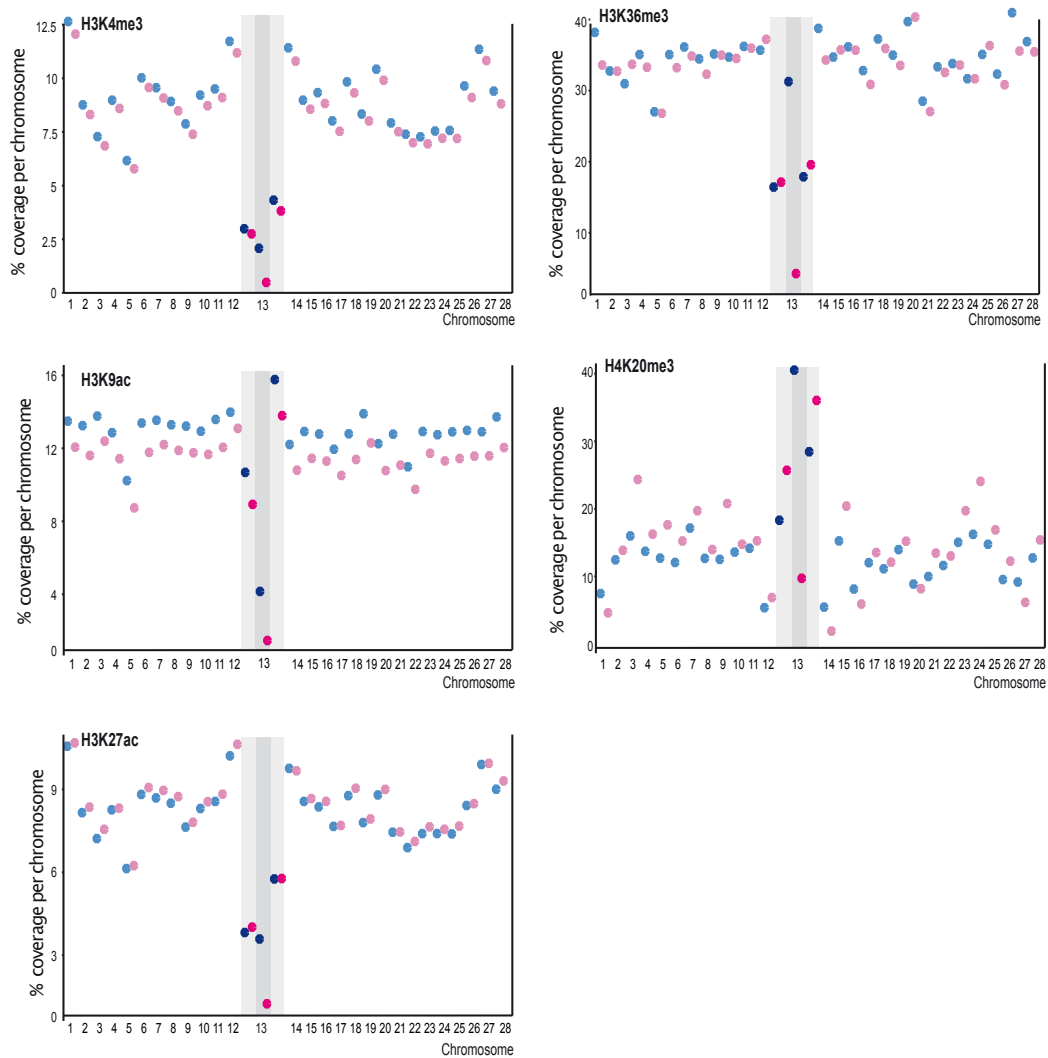 H3K4me3
% coverage per chromosome
12.5
10
7.5
5
2.5
0
1 2 3 4 5 6 7 8 9 10 11 12 13 14 15 16 17 18 19 20 21 22 23 24 25 26 27 28
Chromosome
H3K36me3
% coverage per chromosome
40
30
20
10
0
1 2 3 4 5 6 7 8 9 10 11 12 13 14 15 16 17 18 19 20 21 22 23 24 25 26 27 28
Chromosome
H3K9ac
% coverage per chromosome
16
12
8
4
0
1 2 3 4 5 6 7 8 9 10 11 12 13 14 15 16 17 18 19 20 21 22 23 24 25 26 27 28
Chromosome
H4K20me3
% coverage per chromosome
40
30
20
10
0
1 2 3 4 5 6 7 8 9 10 11 12 13 14 15 16 17 18 19 20 21 22 23 24 25 26 27 28
Chromosome
H3K27ac
% coverage per chromosome
9
6
3
0
1 2 3 4 5 6 7 8 9 10 11 12 13 14 15 16 17 18 19 20 21 22 23 24 25 26 27 28
Chromosome